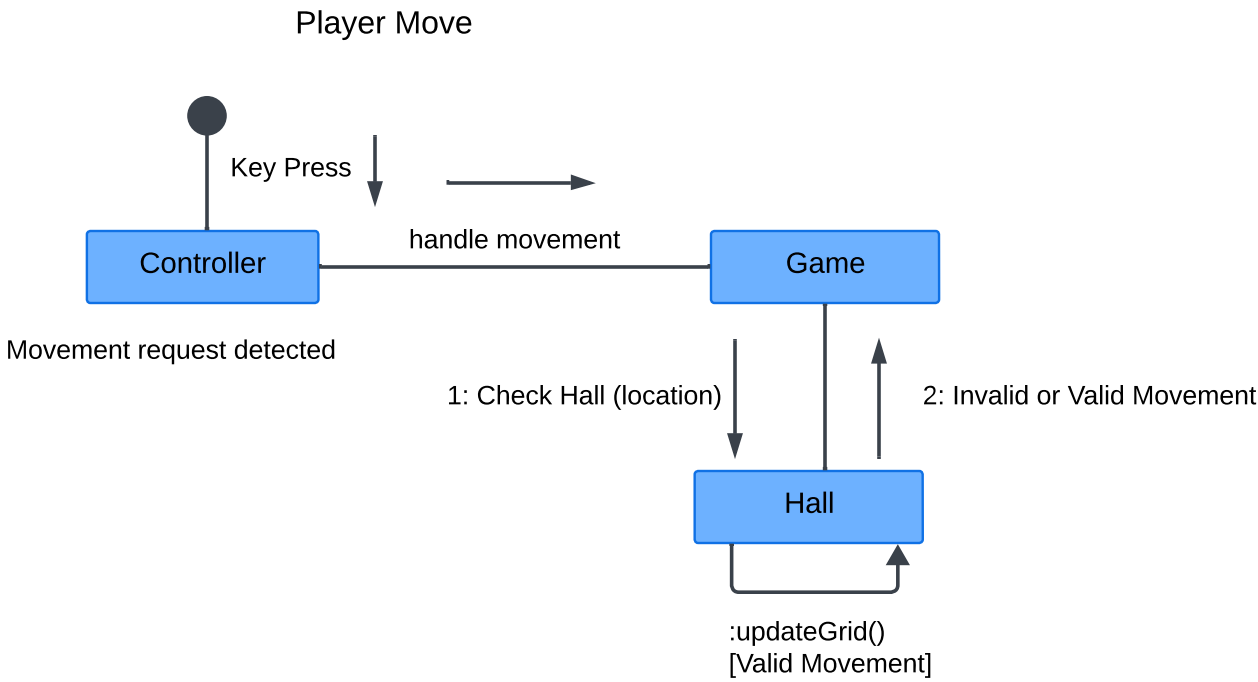 Player Move
Key Press
handle movement
Controller
Game
Movement request detected
1: Check Hall (location)
2: Invalid or Valid Movement
Hall
:updateGrid()
[Valid Movement]